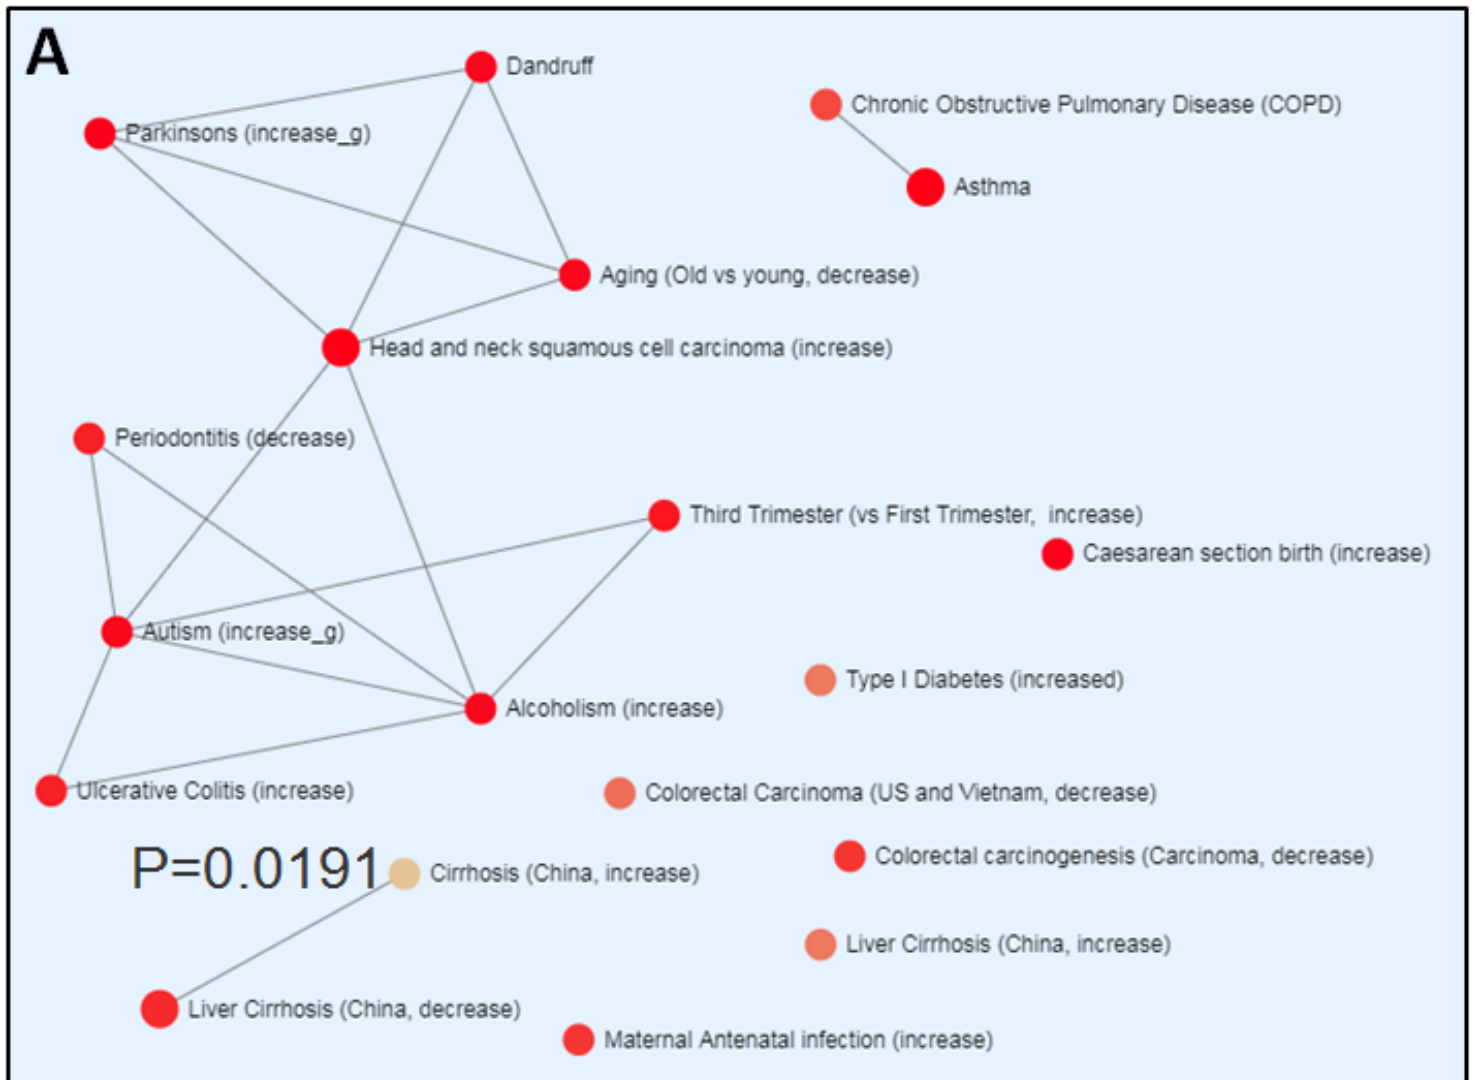 A
Dandruff
Chronic Obstructive Pulmonary Disease (COPD)
Parkinsons (increase_g)
Asthma
Aging (Old vs young, decrease)
Head and neck squamous cell carcinoma (increase)
Periodontitis (decrease)
Third Trimester (vs First Trimester,  increase)
Caesarean section birth (increase)
Autism (increase_g)
Type I Diabetes (increased)
Alcoholism (increase)
Ulcerative Colitis (increase)
Colorectal Carcinoma (US and Vietnam, decrease)
Colorectal carcinogenesis (Carcinoma, decrease)
P=0.0191
Cirrhosis (China, increase)
Liver Cirrhosis (China, increase)
Liver Cirrhosis (China, decrease)
Maternal Antenatal infection (increase)